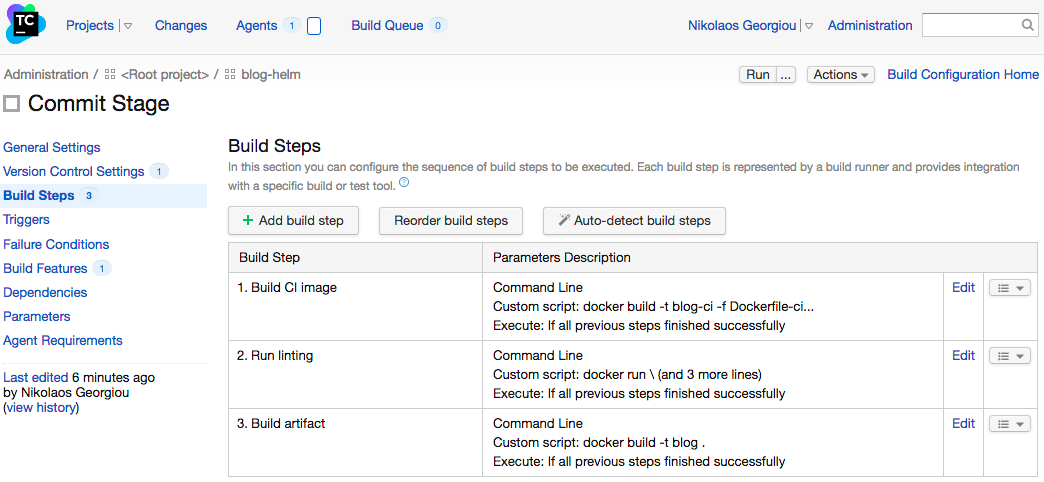 TC
Projects
Changes
Agents 1
Build Queue 0
Nikolaos Georgiou
Administration
Administration / <Root project> / blog-helm
Run ...
Actions
Build Configuration Home
Commit Stage
General Settings
Version Control Settings 1
Build Steps 3
Triggers
Failure Conditions
Build Features 1
Dependencies
Parameters
Agent Requirements
Last edited 6 minutes ago
by Nikolaos Georgiou
(view history)
Build Steps
In this section you can configure the sequence of build steps to be executed. Each build step is represented by a build runner and provides integration
with a specific build or test tool. ?
+ Add build step
Reorder build steps
Auto-detect build steps
Build Step
Parameters Description
1. Build CI image
Command Line
Custom script: docker build -t blog-ci -f Dockerfile-ci...
Execute: If all previous steps finished successfully
Edit
2. Run linting
Command Line
Custom script: docker run \ (and 3 more lines)
Execute: If all previous steps finished successfully
Edit
3. Build artifact
Command Line
Custom script: docker build -t blog .
Execute: If all previous steps finished successfully
Edit